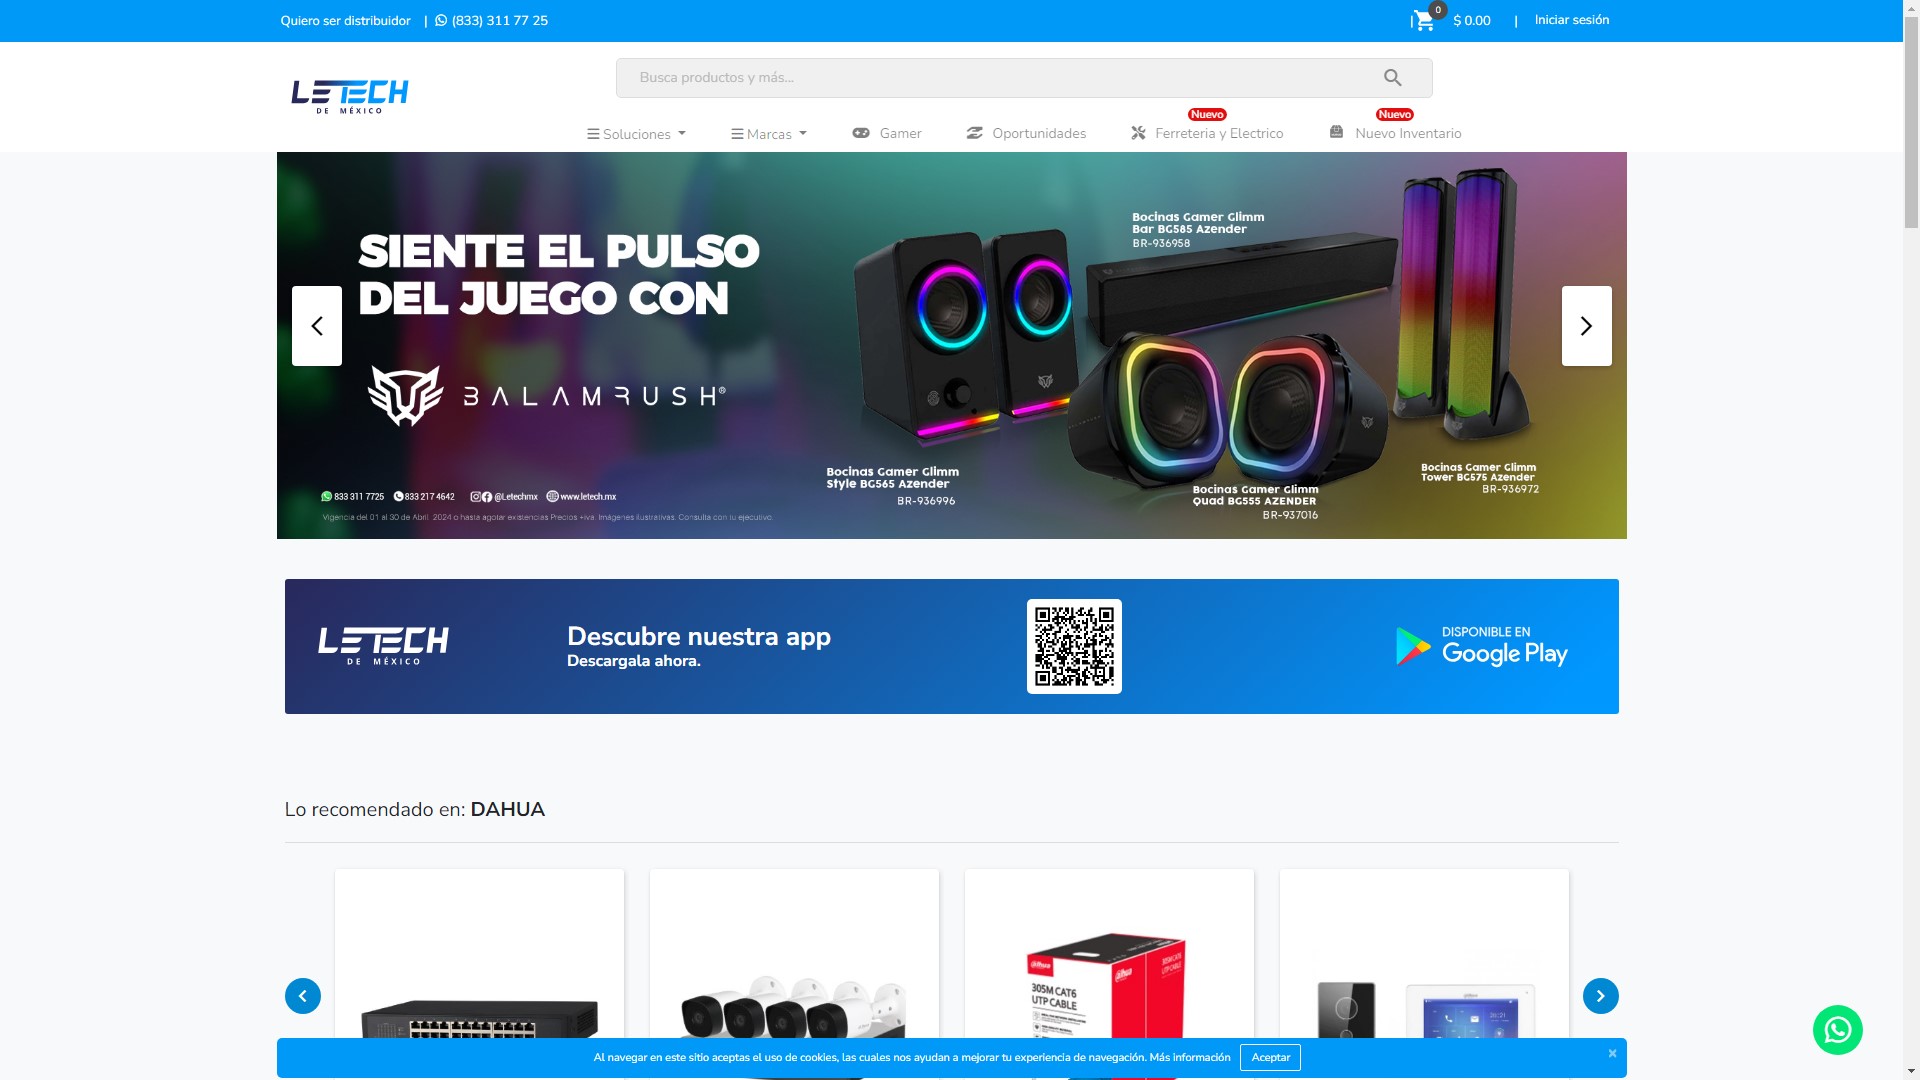 Quiero ser distribuidor | (833) 311 77 25
| 0 $ 0.00 | Iniciar sesión
LETECH
DE MÉXICO
Busca productos y más...
Soluciones
Marcas
Gamer
Oportunidades
Nuevo
Ferreteria y Electrico
Nuevo
Nuevo Inventario
SIENTE EL PULSO
DEL JUEGO CON
BALAMRUSH®
Bocinas Gamer Glimm
Bar BG585 Azender
BR-936958
Bocinas Gamer Glimm
Style BG565 Azender
BR-936996
Bocinas Gamer Glimm
Quad BG555 AZENDER
BR-937016
Bocinas Gamer Glimm
Tower BG575 Azender
BR-936972
833 311 7725 833 217 4642 @Letechmx www.letech.mx
Vigencia del 01 al 30 de Abril 2024 o hasta agotar existencias Precios +iva. Imágenes ilustrativas. Consulta con tu ejecutivo.
LETECH
DE MÉXICO
Descubre nuestra app
Descargala ahora.
DISPONIBLE EN
Google Play
Lo recomendado en: DAHUA
alhua
305M CAT6
UTP CABLE
Al navegar en este sitio aceptas el uso de cookies, las cuales nos ayudan a mejorar tu experiencia de navegación. Más información
Aceptar
×